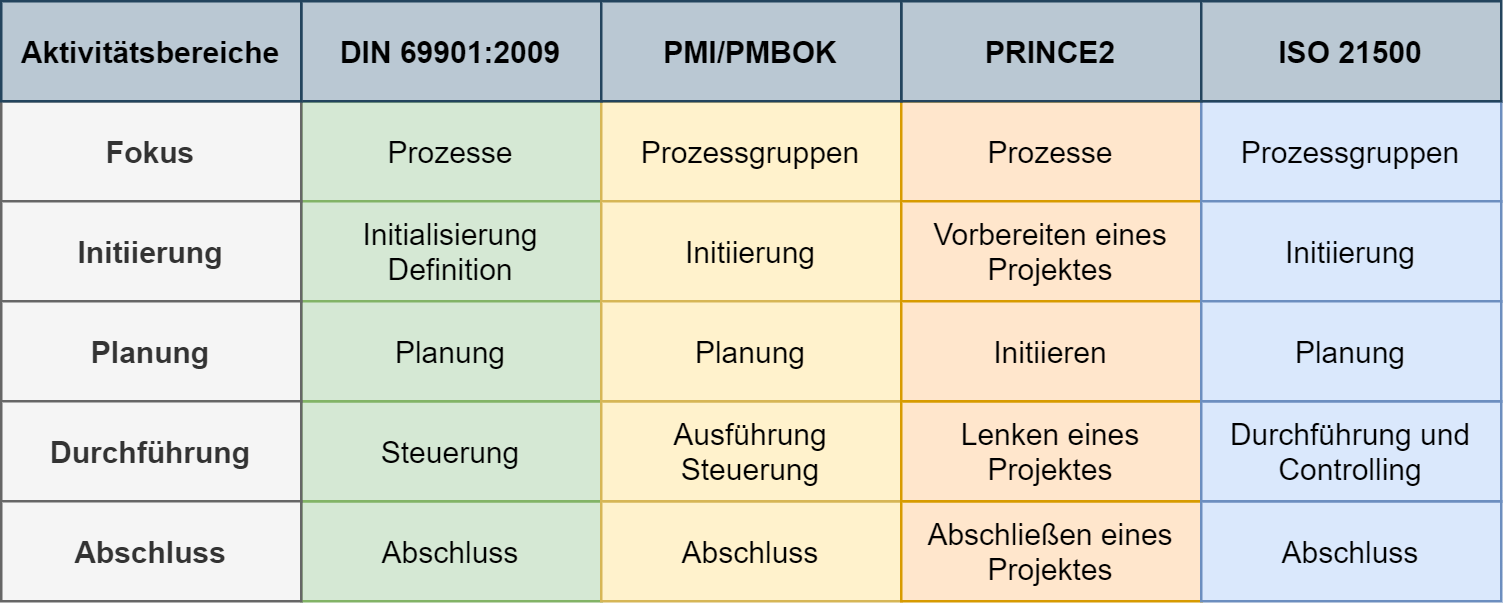 Aktivitätsbereiche
DIN 69901:2009
PMI/PMBOK
PRINCE2
ISO 21500
Fokus
Prozesse
Prozessgruppen
Prozesse
Prozessgruppen
Initiierung
Initialisierung
Definition
Initiierung
Vorbereiten eines
Projektes
Initiierung
Planung
Planung
Planung
Initiieren
Planung
Durchführung
Steuerung
Ausführung
Steuerung
Lenken eines
Projektes
Durchführung und
Controlling
Abschluss
Abschluss
Abschluss
Abschließen eines
Projektes
Abschluss